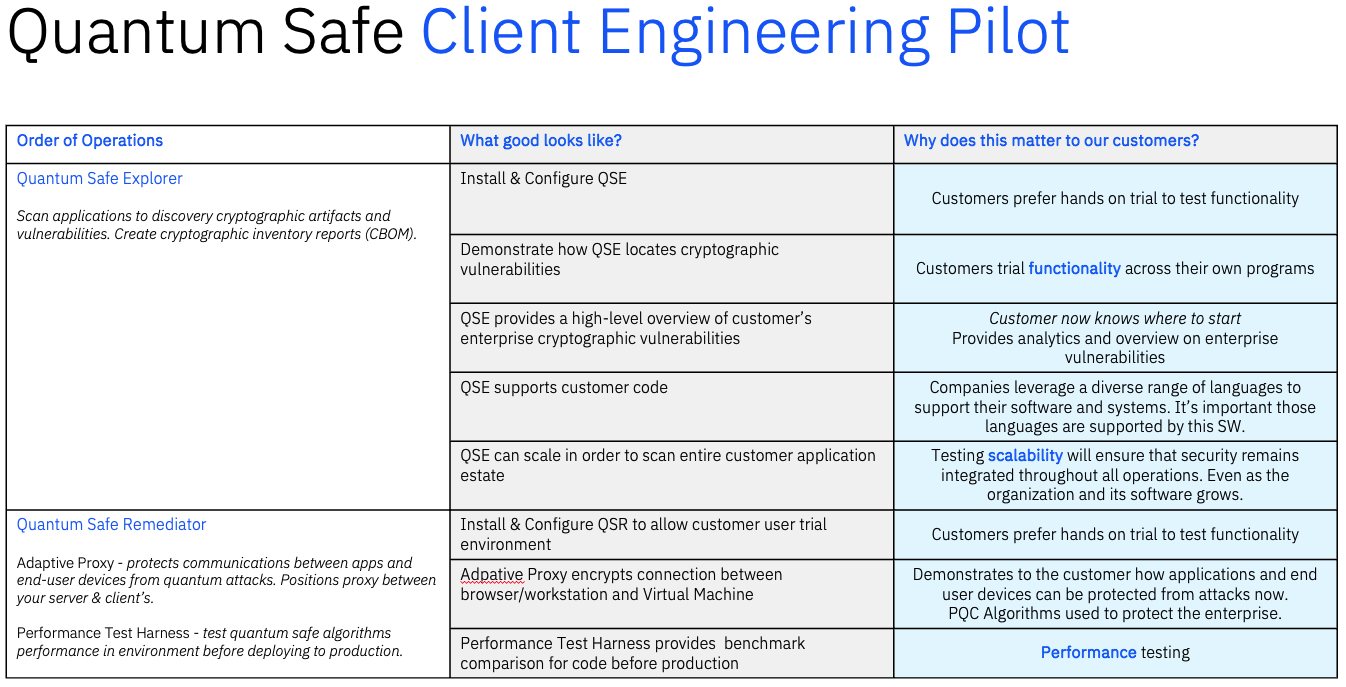 Quantum Safe Client Engineering Pilot
Order of Operations
What good looks like?
Why does this matter to our customers?
Quantum Safe Explorer
Scan applications to discovery cryptographic artifacts and
vulnerabilities. Create cryptographic inventory reports (CBOM).
Install & Configure QSE
Customers prefer hands on trial to test functionality
Demonstrate how QSE locates cryptographic
vulnerabilities
Customers trial functionality across their own programs
QSE provides a high-level overview of customer’s
enterprise cryptographic vulnerabilities
Customer now knows where to start
Provides analytics and overview on enterprise
vulnerabilities
QSE supports customer code
Companies leverage a diverse range of languages to
support their software and systems. It’s important those
languages are supported by this SW.
QSE can scale in order to scan entire customer application
estate
Testing scalability will ensure that security remains
integrated throughout all operations. Even as the
organization and its software grows.
Quantum Safe Remediator
Adaptive Proxy - protects communications between apps and
end-user devices from quantum attacks. Positions proxy between
your server & client’s.
Performance Test Harness - test quantum safe algorithms
performance in environment before deploying to production.
Install & Configure QSR to allow customer user trial
environment
Customers prefer hands on trial to test functionality
Adpative Proxy encrypts connection between
browser/workstation and Virtual Machine
Demonstrates to the customer how applications and end
user devices can be protected from attacks now.
PQC Algorithms used to protect the enterprise.
Performance Test Harness provides  benchmark
comparison for code before production
Performance testing